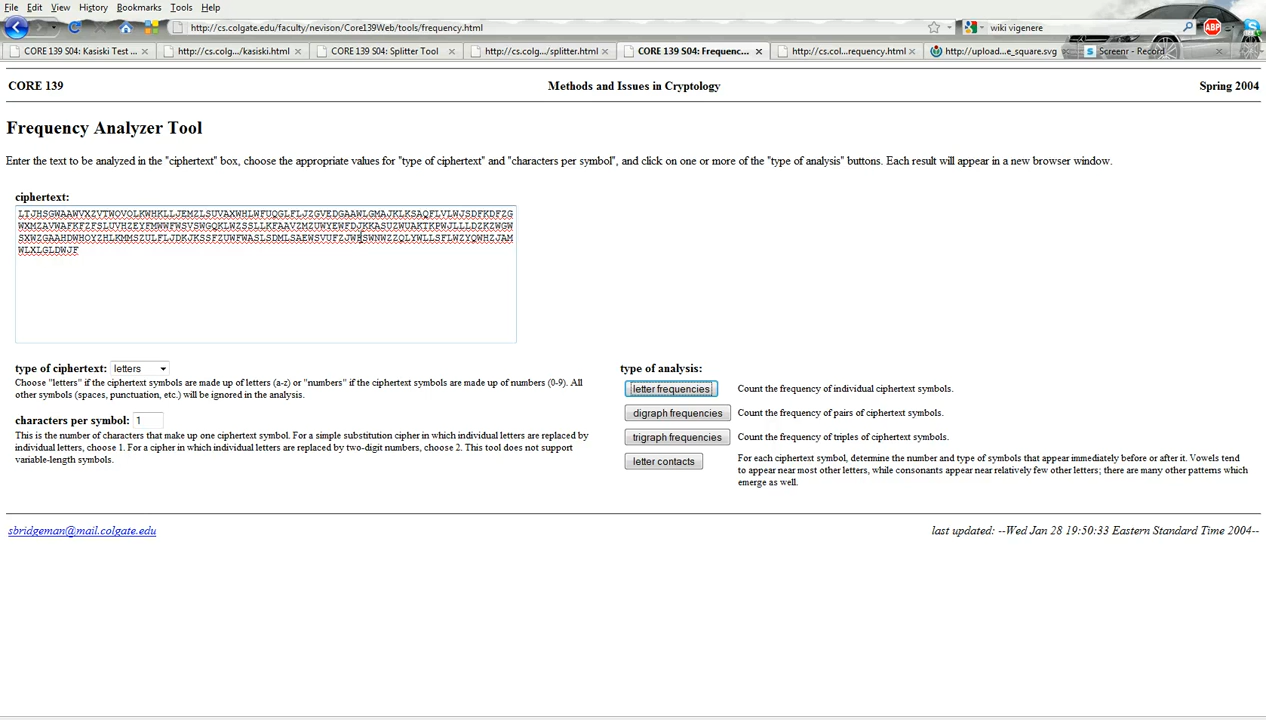 File Edit View History Bookmarks Tools Help
http://cs.colgate.edu/faculty/nevison/Core139Web/tools/frequency.html
wiki vigenere
ABP
CORE 139 S04: Kasiski Test ...
http://cs.colg.../kasiski.html
CORE 139 S04: Splitter Tool
http://cs.colg.../splitter.html
CORE 139 S04: Frequenc...
http://cs.col...requency.html
http://upload...e_square.svg
Screenr - Record
CORE 139
Methods and Issues in Cryptology
Spring 2004
Frequency Analyzer Tool
Enter the text to be analyzed in the "ciphertext" box, choose the appropriate values for "type of ciphertext" and "characters per symbol", and click on one or more of the "type of analysis" buttons. Each result will appear in a new browser window.
ciphertext:
LTJHSGWAAWVXZVTWOVOLKWHKLLJEMZLSUVAXWHLWFUQGLFLJZGVEDGAAWLGMAJKLKSAQFLVLWJSDFKDFZG
WXMZAVWAFKFZFSLUVHZEYFMWWFWSVSWGQKLWZSSLLKFAAVZMZUWYEWFDJKKASUZWUAKTKPWJLLLDZKZWGW
SXWZGAAHDWHOYZHLKMMSZULFLJDKJKSSFZUWFWASLSDMLSAEWSVUFZJWHSWNWZZQLYWLLSFLWZYQWHZJAM
WLXLGLDWJF
type of ciphertext: letters
Choose "letters" if the ciphertext symbols are made up of letters (a-z) or "numbers" if the ciphertext symbols are made up of numbers (0-9). All
other symbols (spaces, punctuation, etc.) will be ignored in the analysis.
characters per symbol: 1
This is the number of characters that make up one ciphertext symbol. For a simple substitution cipher in which individual letters are replaced by
individual letters, choose 1. For a cipher in which individual letters are replaced by two-digit numbers, choose 2. This tool does not support
variable-length symbols.
type of analysis:
letter frequencies Count the frequency of individual ciphertext symbols.
digraph frequencies Count the frequency of pairs of ciphertext symbols.
trigraph frequencies Count the frequency of triples of ciphertext symbols.
letter contacts For each ciphertext symbol, determine the number and type of symbols that appear immediately before or after it. Vowels tend
to appear near most other letters, while consonants appear near relatively few other letters; there are many other patterns which
emerge as well.
sbridgeman@mail.colgate.edu
last updated: --Wed Jan 28 19:50:33 Eastern Standard Time 2004--